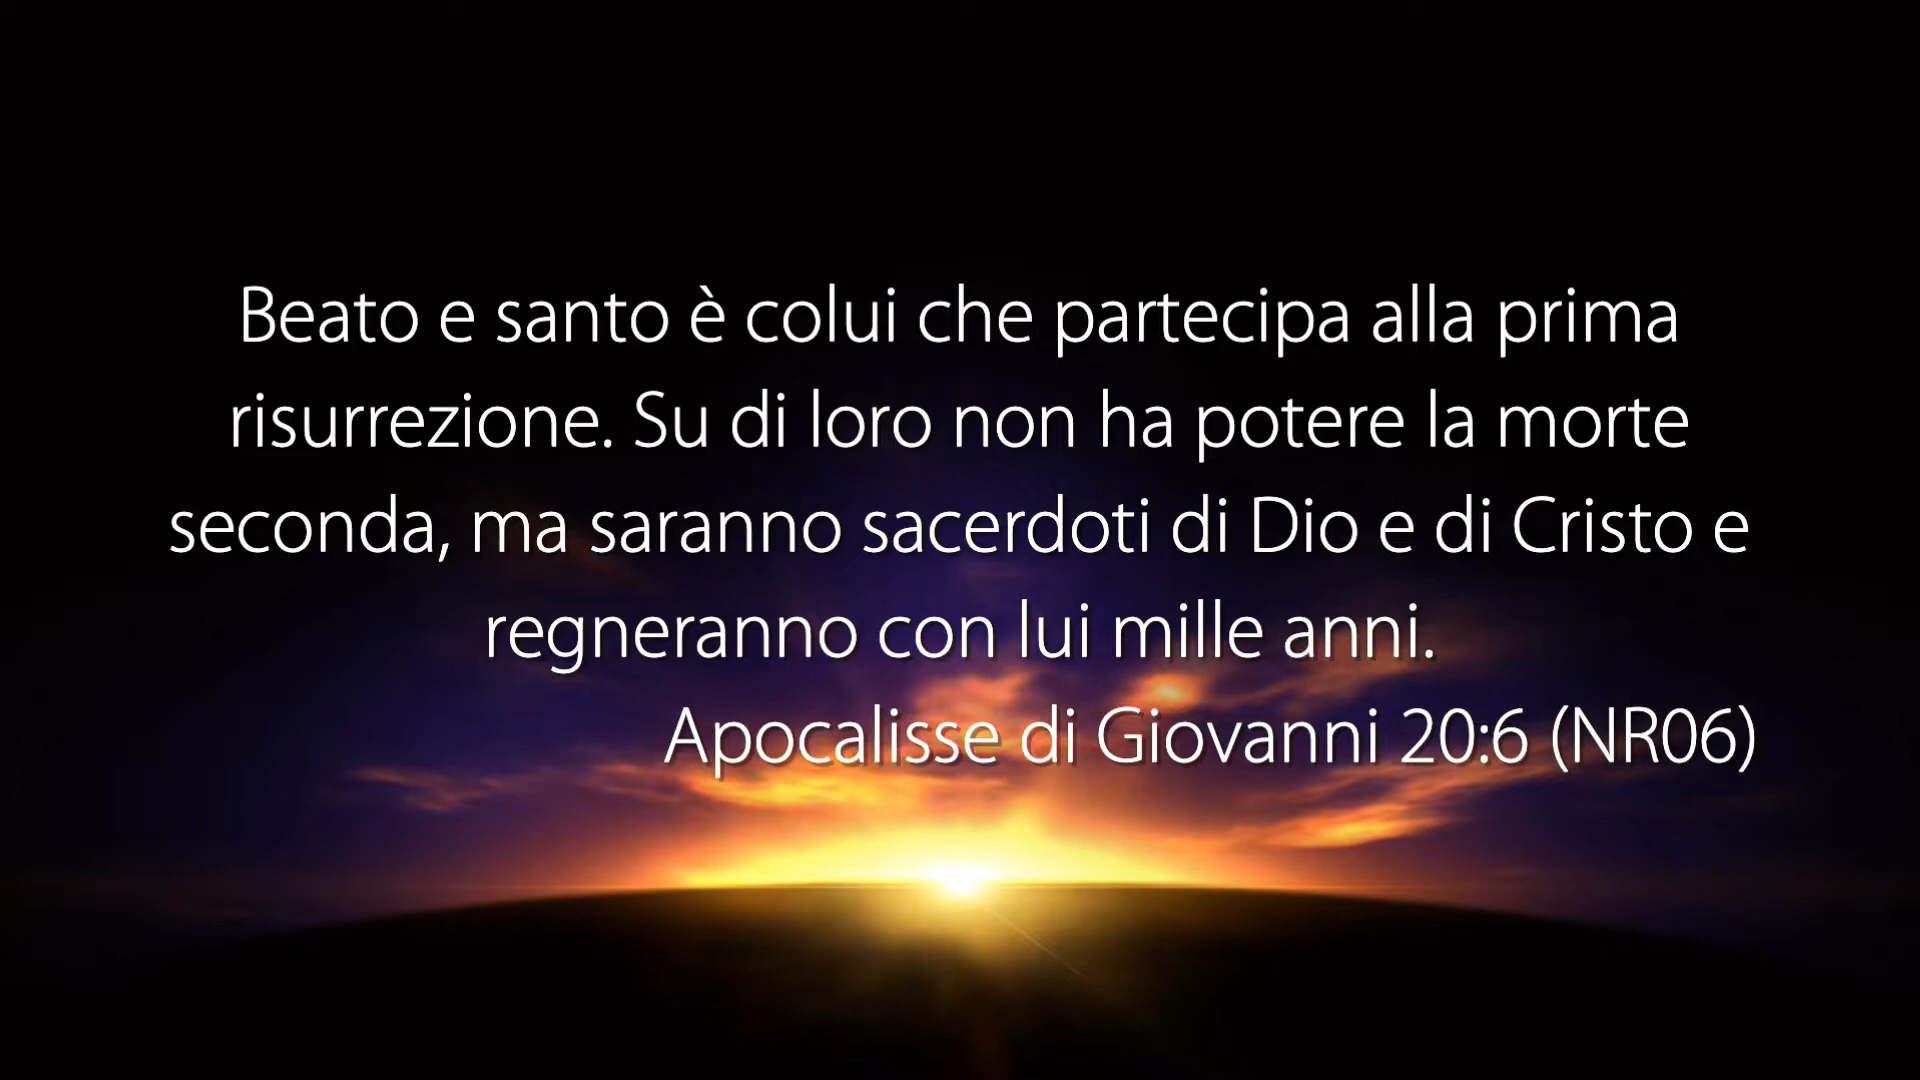 Beato e santo è colui che partecipa alla prima
risurrezione. Su di loro non ha potere la morte
seconda, ma saranno sacerdoti di Dio e di Cristo e
regneranno con lui mille anni.
Apocalisse di Giovanni 20:6 (NR06)